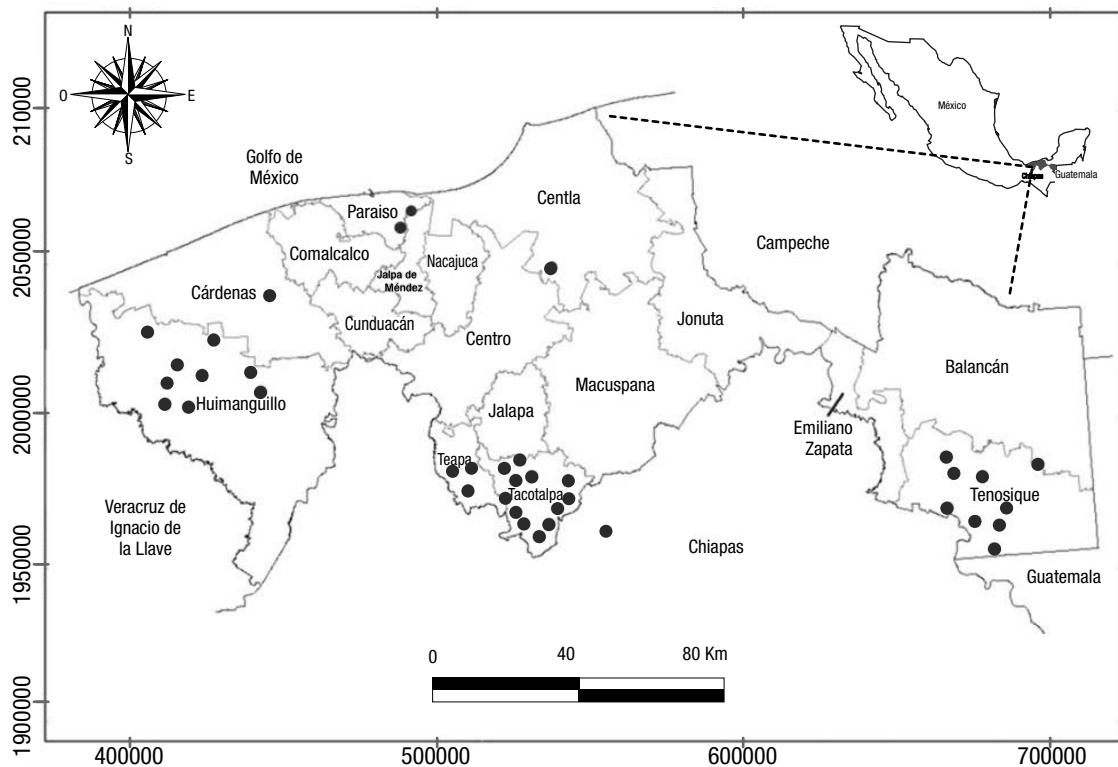 N
O
E
S
México
Chiapas
Guatemala
Golfo de
México
Centla
Paraiso
Campeche
Comalcalco
Nacajuca
Jalpa de
Méndez
Cárdenas
Cunduacán
Centro
Jonuta
Balancán
Macuspana
Huimanguillo
Jalapa
Emiliano
Zapata
Teapa
Tacotalpa
Tenosique
Veracruz de
Ignacio de
la Llave
Chiapas
Guatemala
0 40 80 Km
210000
2050000
2000000
1950000
1900000
400000 500000 600000 700000